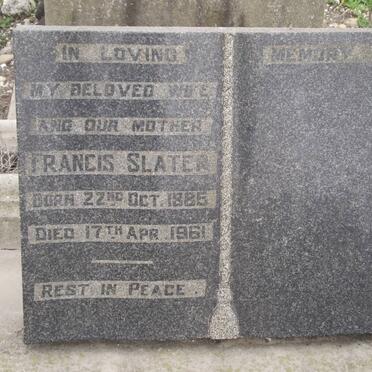 IN LOVING MEMORY
MY BELOVED WIFE
AND OUR MOTHER
FRANCIS SLATER
BORN 22ND OCT. 1886
DIED 17TH APR. 1961
REST IN PEACE.